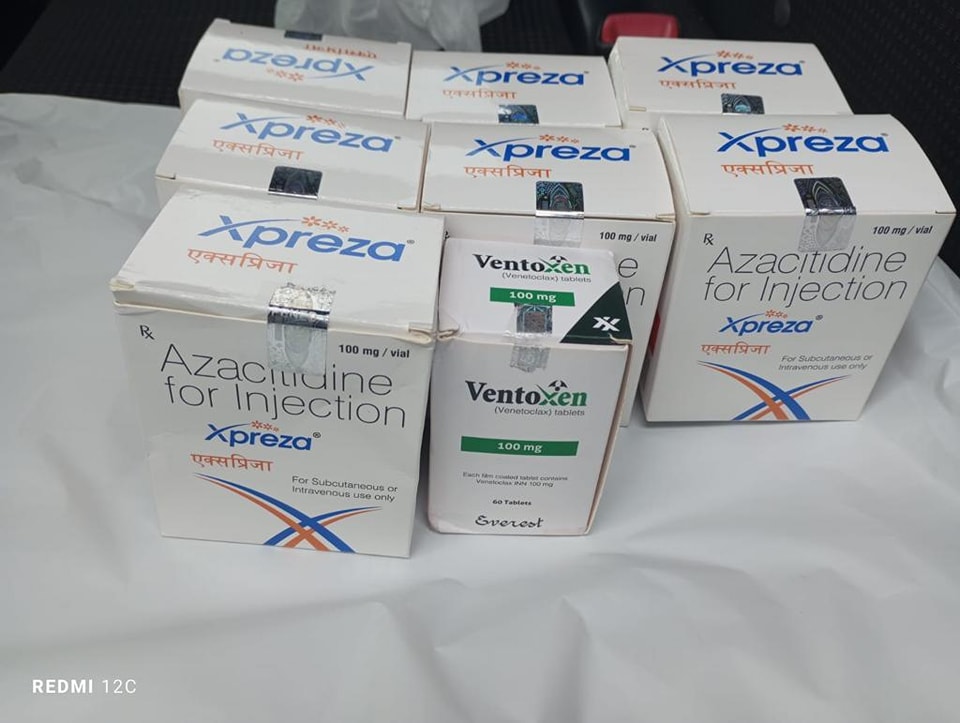 Xpreza
एक्सप्रिजा
Xpreza®
एक्सप्रिजा
Xpreza®
एक्सप्रिजा
Xpreza®
एक्सप्रिजा
Xpreza®
एक्सप्रिजा
100 mg / vial
Xpreza®
एक्सप्रिजा
Rx
100 mg / vial
Azacitidine
for Injection
Xpreza®
एक्सप्रिजा
For Subcutaneous or
Intravenous use only
Xpreza®
एक्सप्रिजा
Rx
100 mg / vial
Azacitidine
for Injection
Xpreza®
एक्सप्रिजा
For Subcutaneous or
Intravenous use only
Ventoxen
(Venetoclax) tablets
100 mg
Ventoxen
(Venetoclax) tablets
100 mg
Each film coated tablet contains
Venetoclax INN 100 mg
60 Tablets
Everest
REDMI 12C